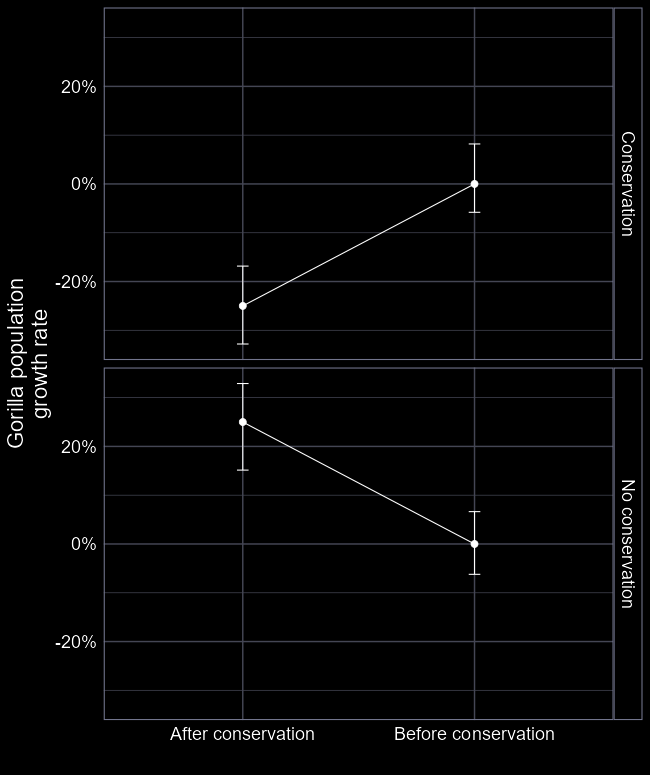 Gorilla population
growth rate
20%
0%
-20%
Conservation
20%
0%
-20%
No conservation
After conservation
Before conservation